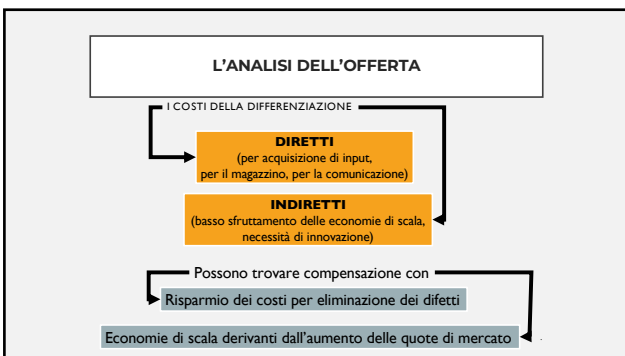 L'ANALISI DELL'OFFERTA
I COSTI DELLA DIFFERENZIAZIONE
DIRETTI
(per acquisizione di input,
per il magazzino, per la comunicazione)
INDIRETTI
(basso sfruttamento delle economie di scala,
necessità di innovazione)
Possono trovare compensazione con
Risparmio dei costi per eliminazione dei difetti
Economie di scala derivanti dall'aumento delle quote di mercato